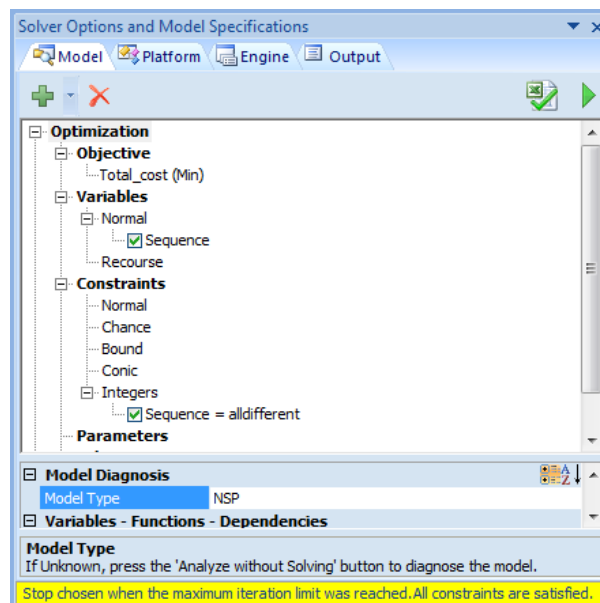 Solver Options and Model Specifications
Model Platform Engine Output
Optimization
Objective
Total_cost (Min)
Variables
Normal
Sequence
Recourse
Constraints
Normal
Chance
Bound
Conic
Integers
Sequence = alldifferent
Parameters
Model Diagnosis
Model Type NSP
Variables - Functions - Dependencies
Model Type
If Unknown, press the 'Analyze without Solving' button to diagnose the model.
Stop chosen when the maximum iteration limit was reached.All constraints are satisfied.